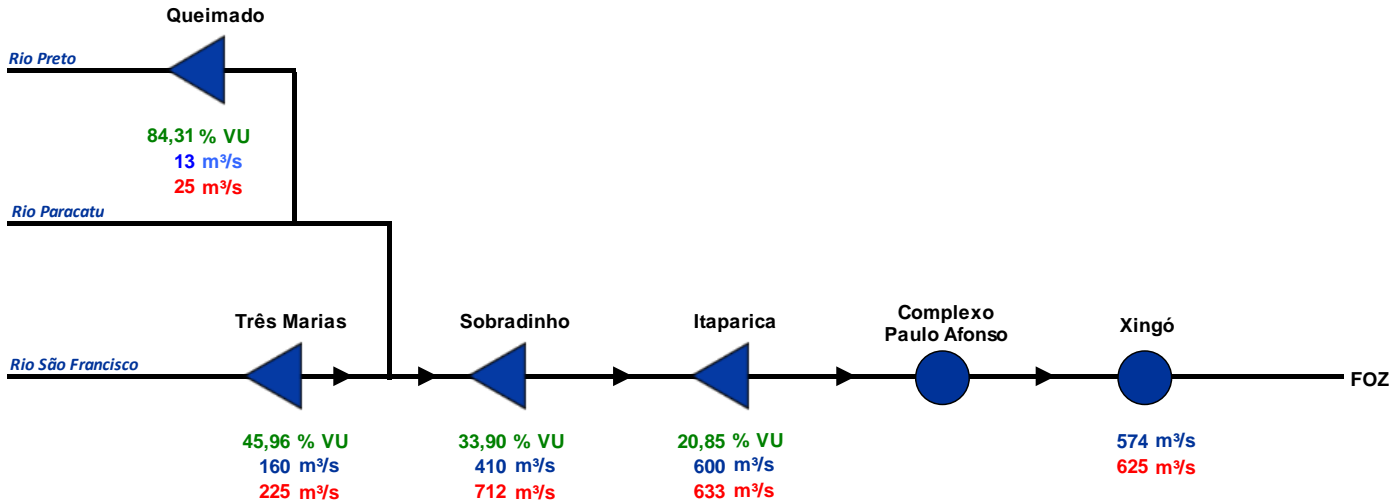 Queimado
Rio Preto
84,31 % VU
13 m³/s
25 m³/s
Rio Paracatu
Três Marias
Sobradinho
Itaparica
Complexo
Paulo Afonso
Xingó
Rio São Francisco
FOZ
45,96 % VU
160 m³/s
225 m³/s
33,90 % VU
410 m³/s
712 m³/s
20,85 % VU
600 m³/s
633 m³/s
574 m³/s
625 m³/s